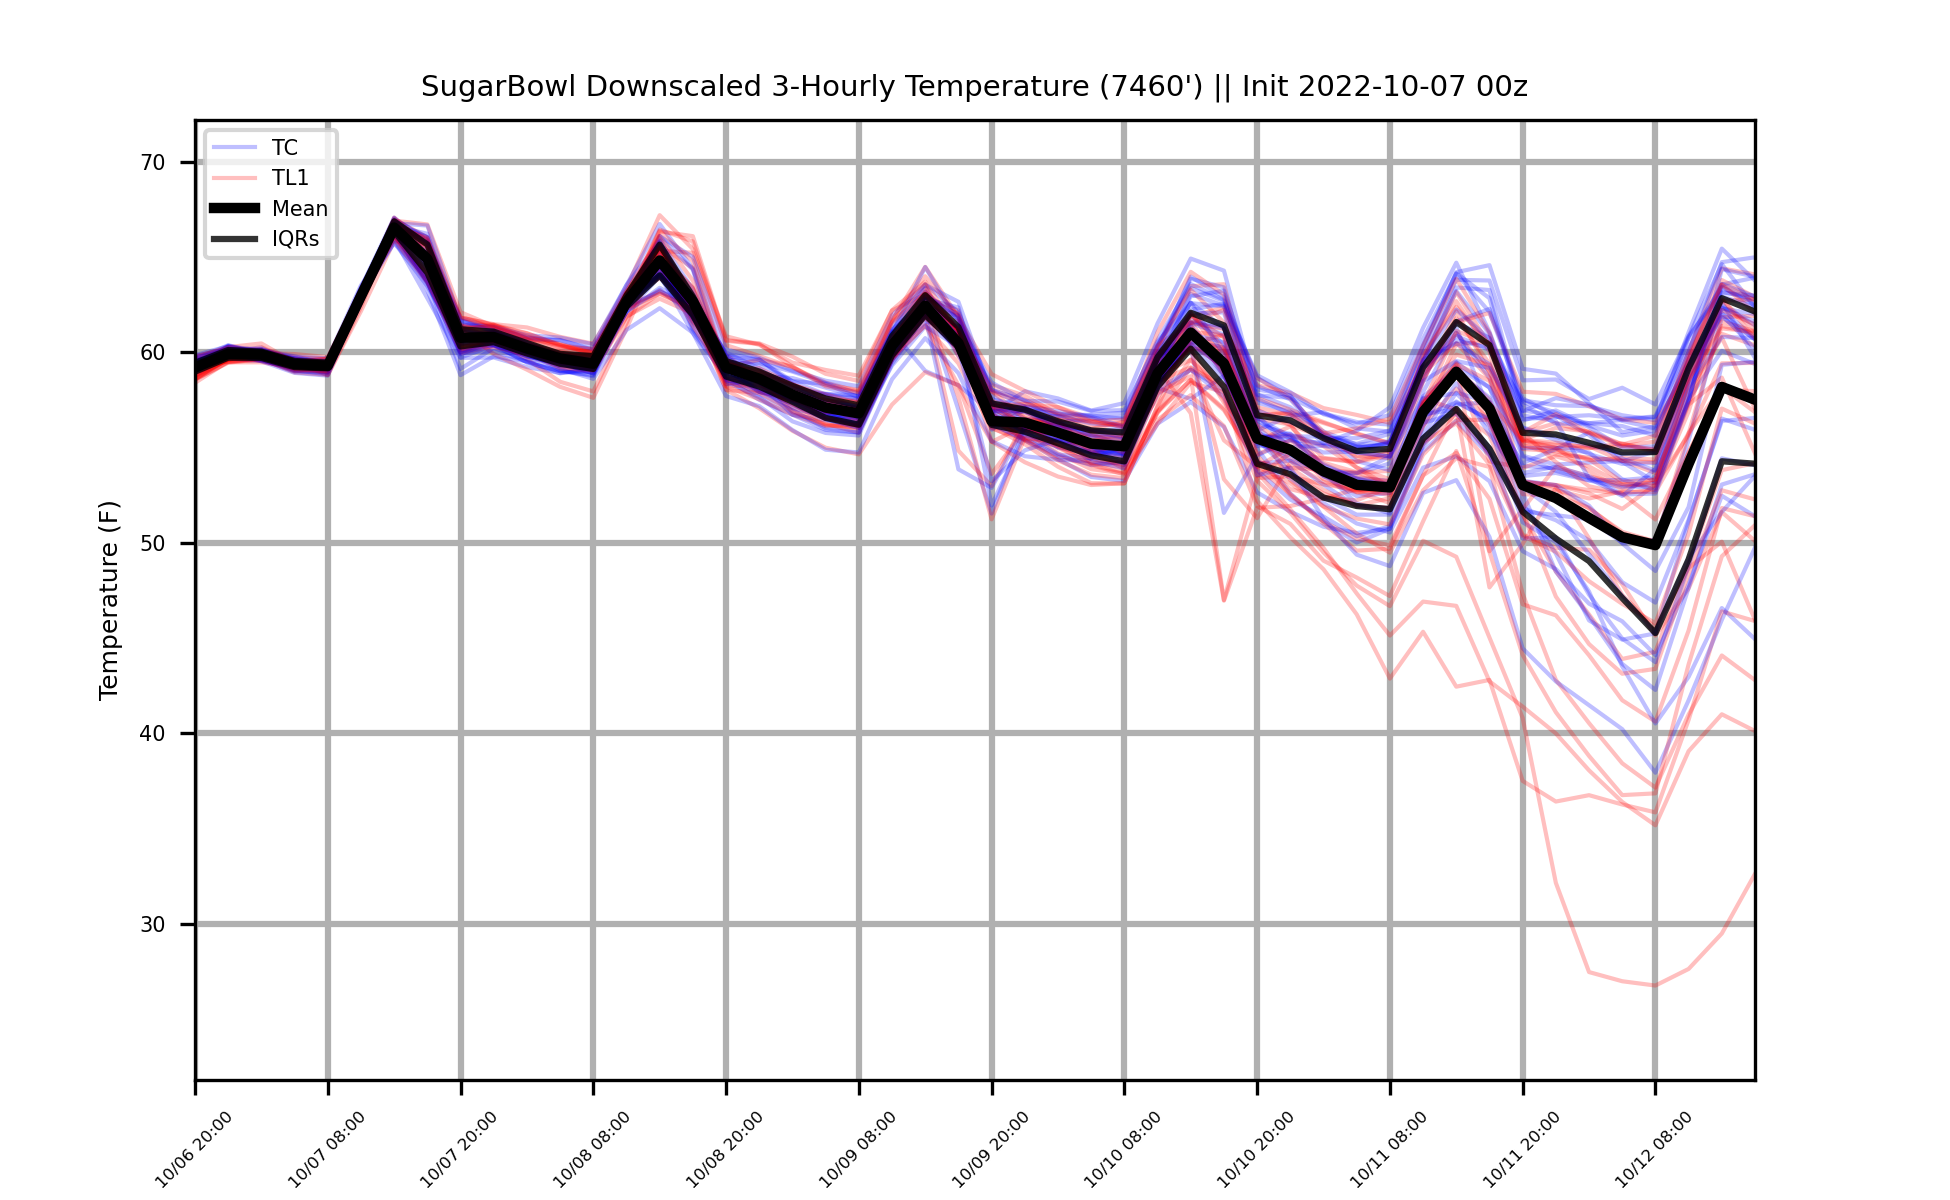 SugarBowl Downscaled 3-Hourly Temperature (7460') || Init 2022-10-07 00z
TC
TL1
Mean
IQRs
Temperature (F)
70
60
50
40
30
10/06 20:00
10/07 08:00
10/07 20:00
10/08 08:00
10/08 20:00
10/09 08:00
10/09 20:00
10/10 08:00
10/10 20:00
10/11 08:00
10/11 20:00
10/12 08:00